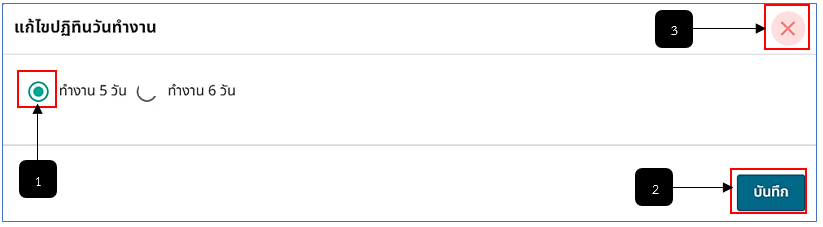 แก้ไขปฏิทินวันทำงาน
3
ทำงาน 5 วัน ทำงาน 6 วัน
1
2
บันทึก